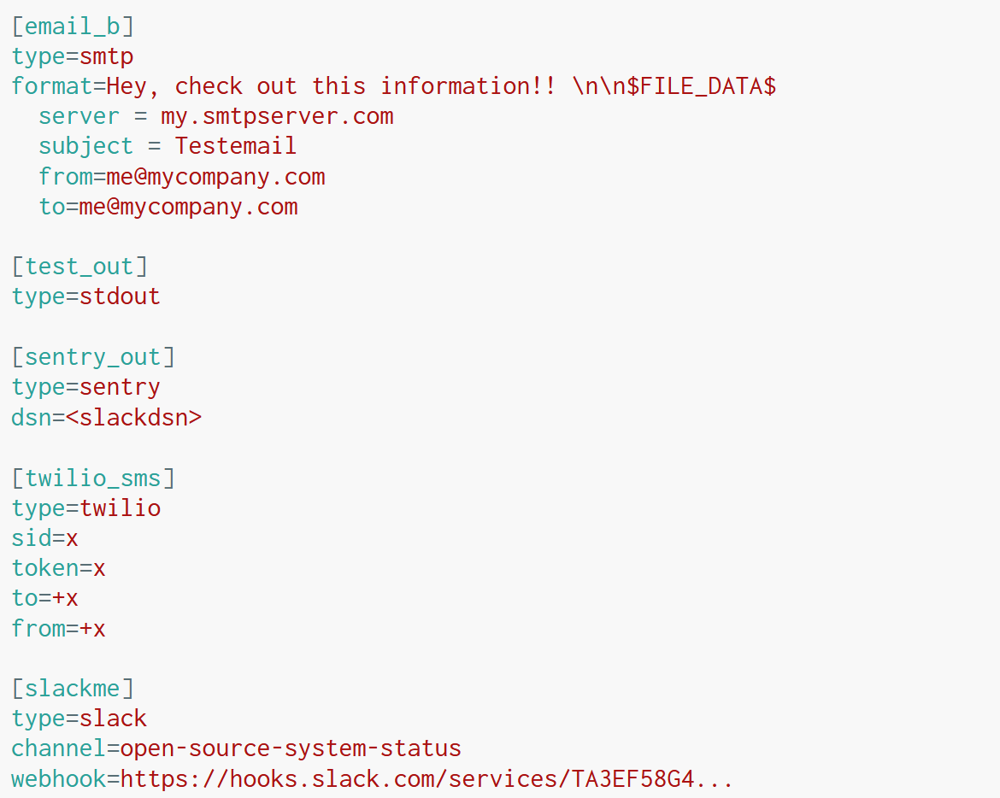 [email_b]
type=smtp
format=Hey, check out this information!! \n\n$FILE_DATA$
  server = my.smtpserver.com
  subject = Testemail
  from=me@mycompany.com
  to=me@mycompany.com

[test_out]
type=stdout

[sentry_out]
type=sentry
dsn=<slackdsn>

[twilio_sms]
type=twilio
sid=x
token=x
to=+x
from=+x

[slackme]
type=slack
channel=open-source-system-status
webhook=https://hooks.slack.com/services/TA3EF58G4...